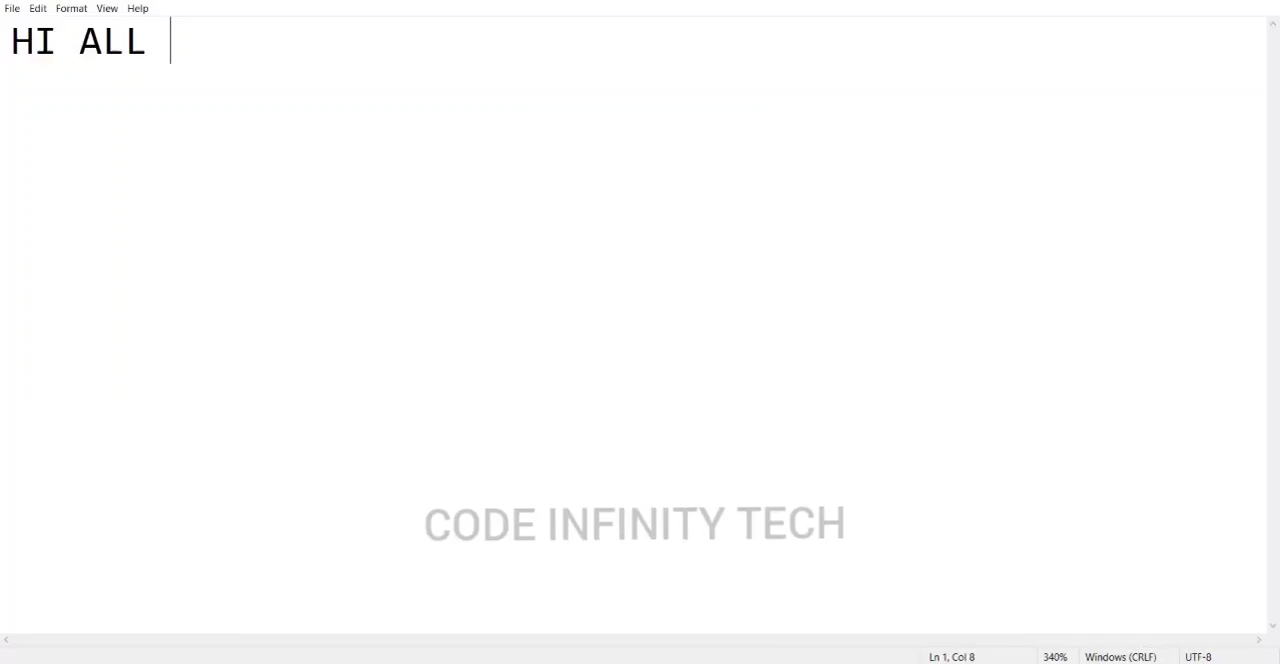 File Edit Format View Help
HI ALL
CODE INFINITY TECH
Ln 1, Col 8 340% Windows (CRLF) UTF-8